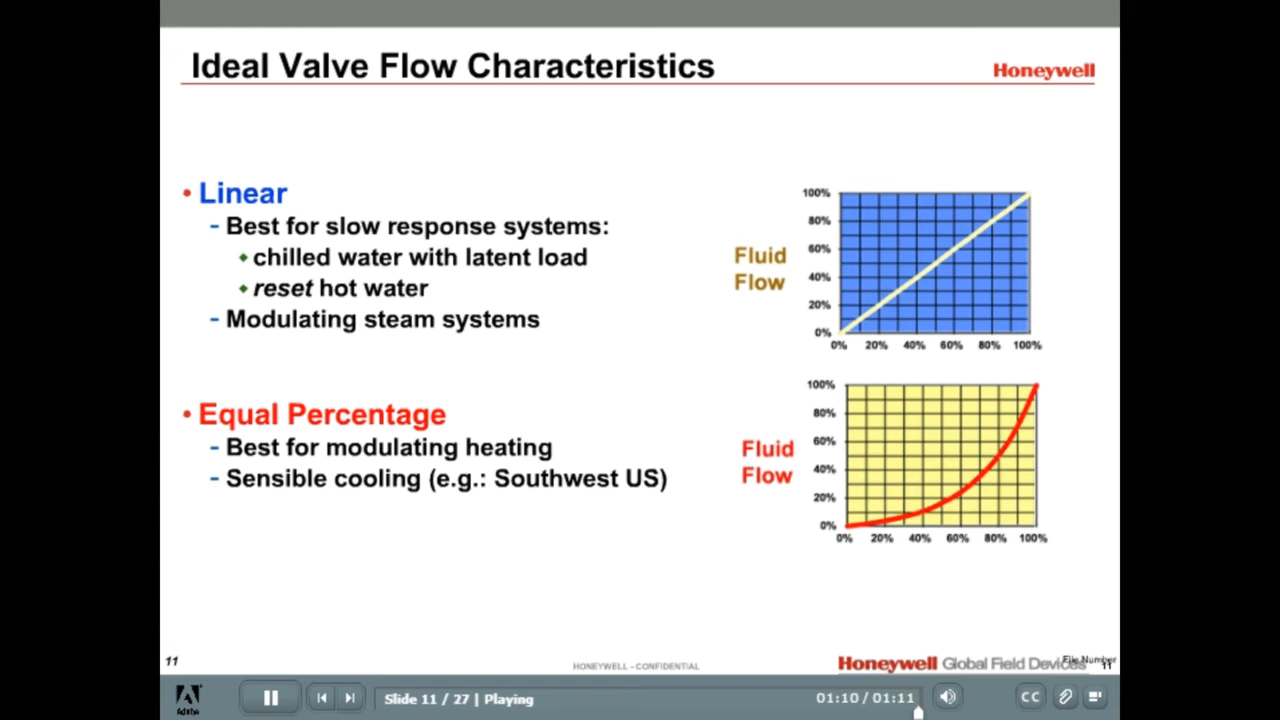 Ideal Valve Flow Characteristics
Honeywell
• Linear
- Best for slow response systems:
• chilled water with latent load
• reset hot water
- Modulating steam systems
Fluid
Flow
100%
80%
60%
40%
20%
0%
0% 20% 40% 60% 80% 100%
• Equal Percentage
- Best for modulating heating
- Sensible cooling (e.g.: Southwest US)
Fluid
Flow
100%
80%
60%
40%
20%
0%
0% 20% 40% 60% 80% 100%
11
HONEYWELL - CONFIDENTIAL
Honeywell Global Field Devices
File Number
11
Adobe
Slide 11 / 27 | Playing
01:10 / 01:11
CC